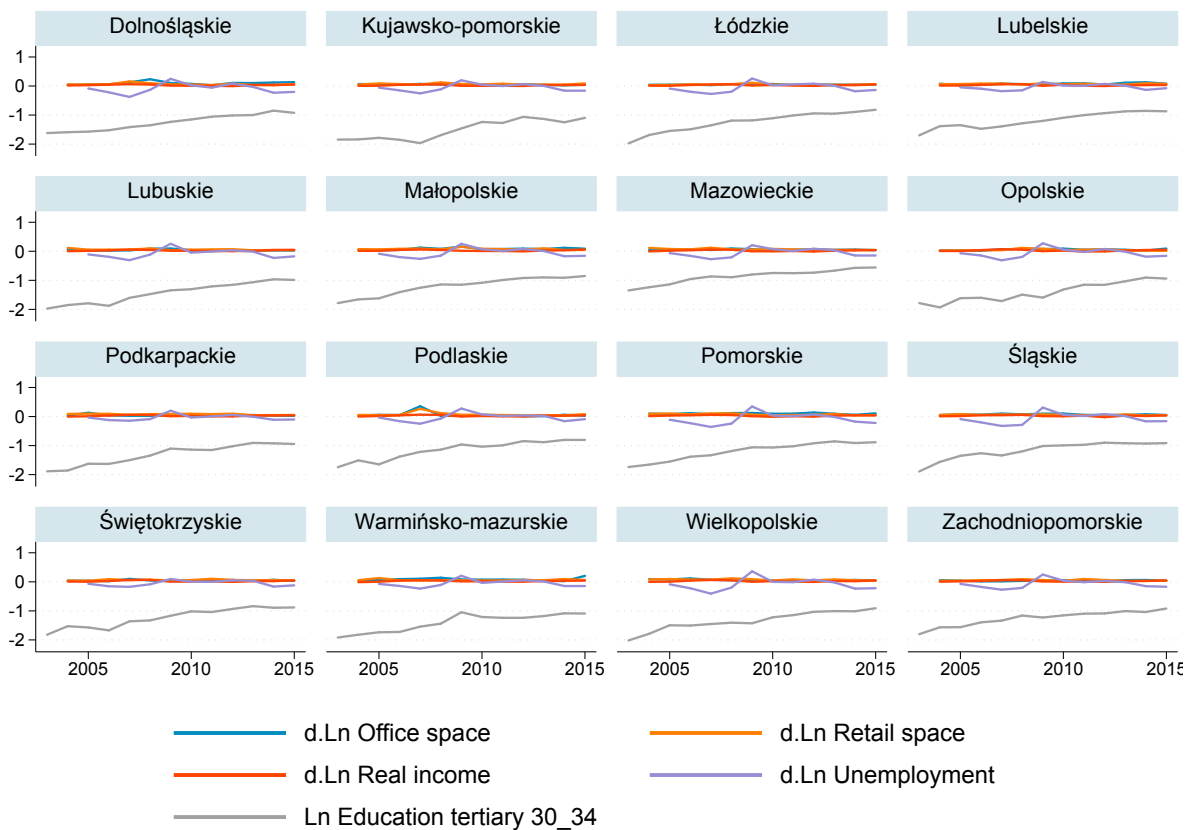 Dolnośląskie Kujawsko-pomorskie Łódzkie Lubelskie
1
0
-1
-2
Lubuskie Małopolskie Mazowieckie Opolskie
1
0
-1
-2
Podkarpackie Podlaskie Pomorskie Śląskie
1
0
-1
-2
Świętokrzyskie Warmińsko-mazurskie Wielkopolskie Zachodniopomorskie
1
0
-1
-2
2005 2010 2015 2005 2010 2015 2005 2010 2015 2005 2010 2015
d.Ln Office space d.Ln Retail space
d.Ln Real income d.Ln Unemployment
Ln Education tertiary 30_34